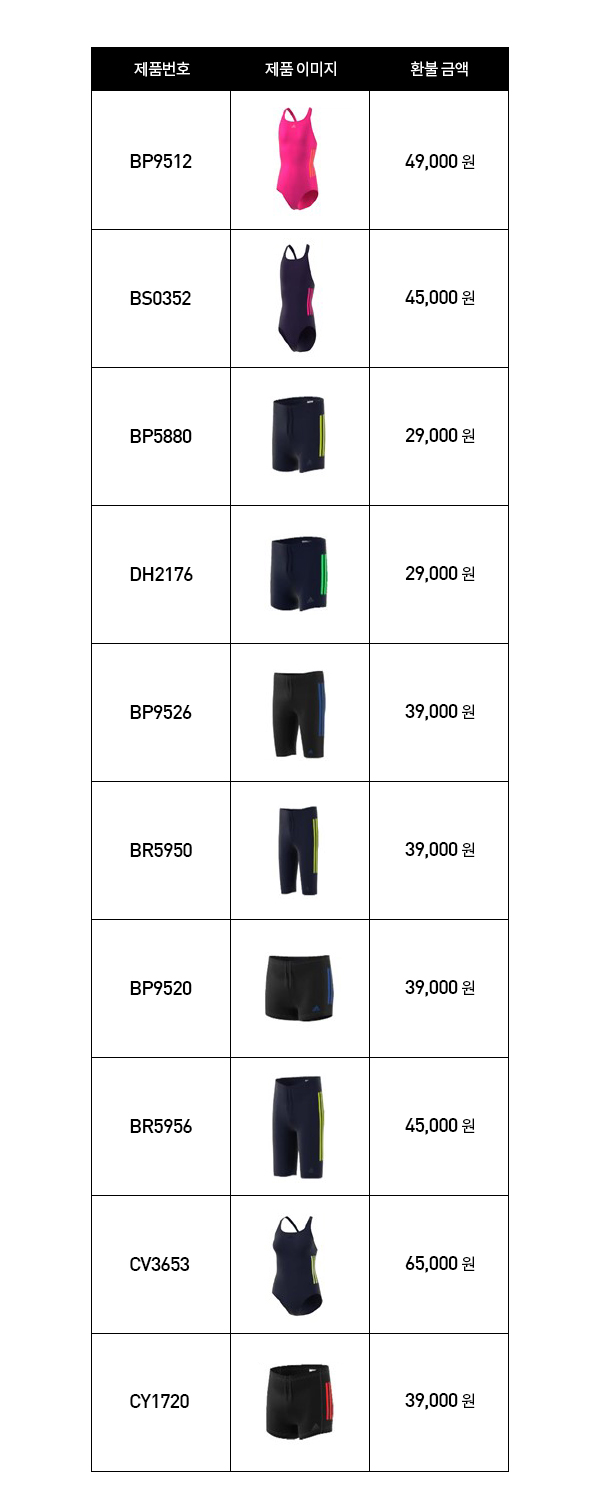 제품번호 제품 이미지 환불 금액
BP9512 49,000 원
BS0352 45,000 원
BP5880 29,000 원
DH2176 29,000 원
BP9526 39,000 원
BR5950 39,000 원
BP9520 39,000 원
BR5956 45,000 원
CV3653 65,000 원
CY1720 39,000 원